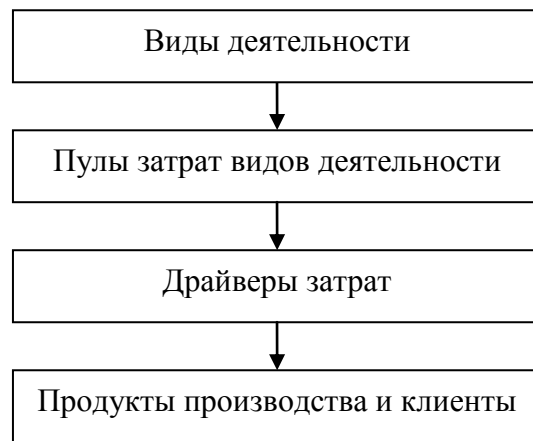 Виды деятельности
Пулы затрат видов деятельности
Драйверы затрат
Продукты производства и клиенты